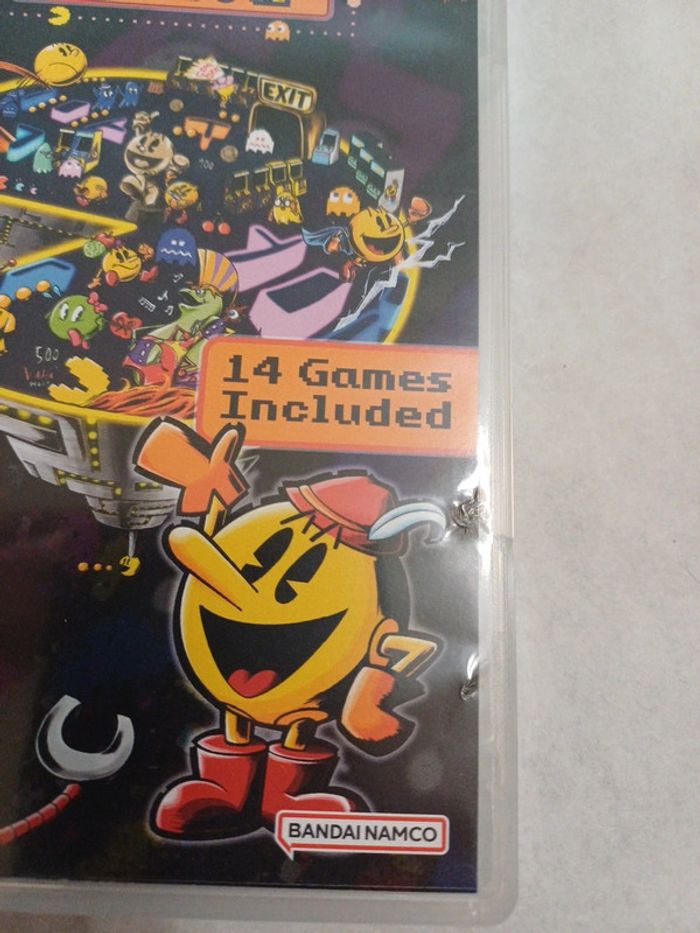 EXIT
500
14 Games
Included
BANDAI NAMCO